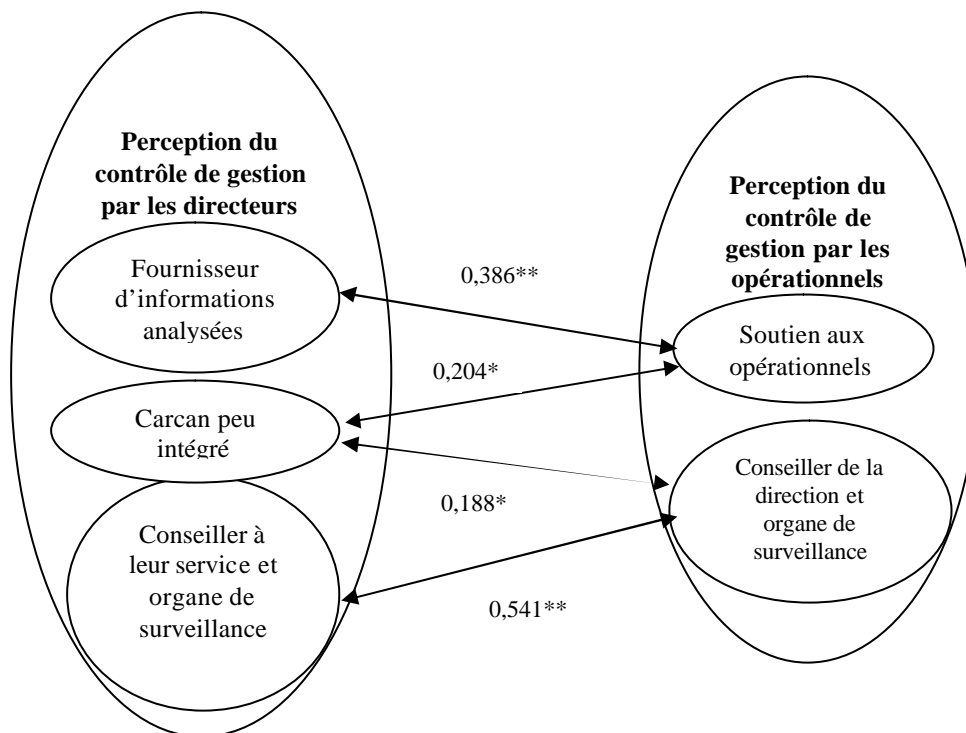 Perception du
contrôle de gestion
par les directeurs
Fournisseur
d’informations
analysées
Carcan peu
intégré
Conseiller à
leur service et
organe de
surveillance
0,386**
0,204*
0,188*
0,541**
Perception du
contrôle de
gestion par les
opérationnels
Soutien aux
opérationnels
Conseiller de la
direction et
organe de
surveillance